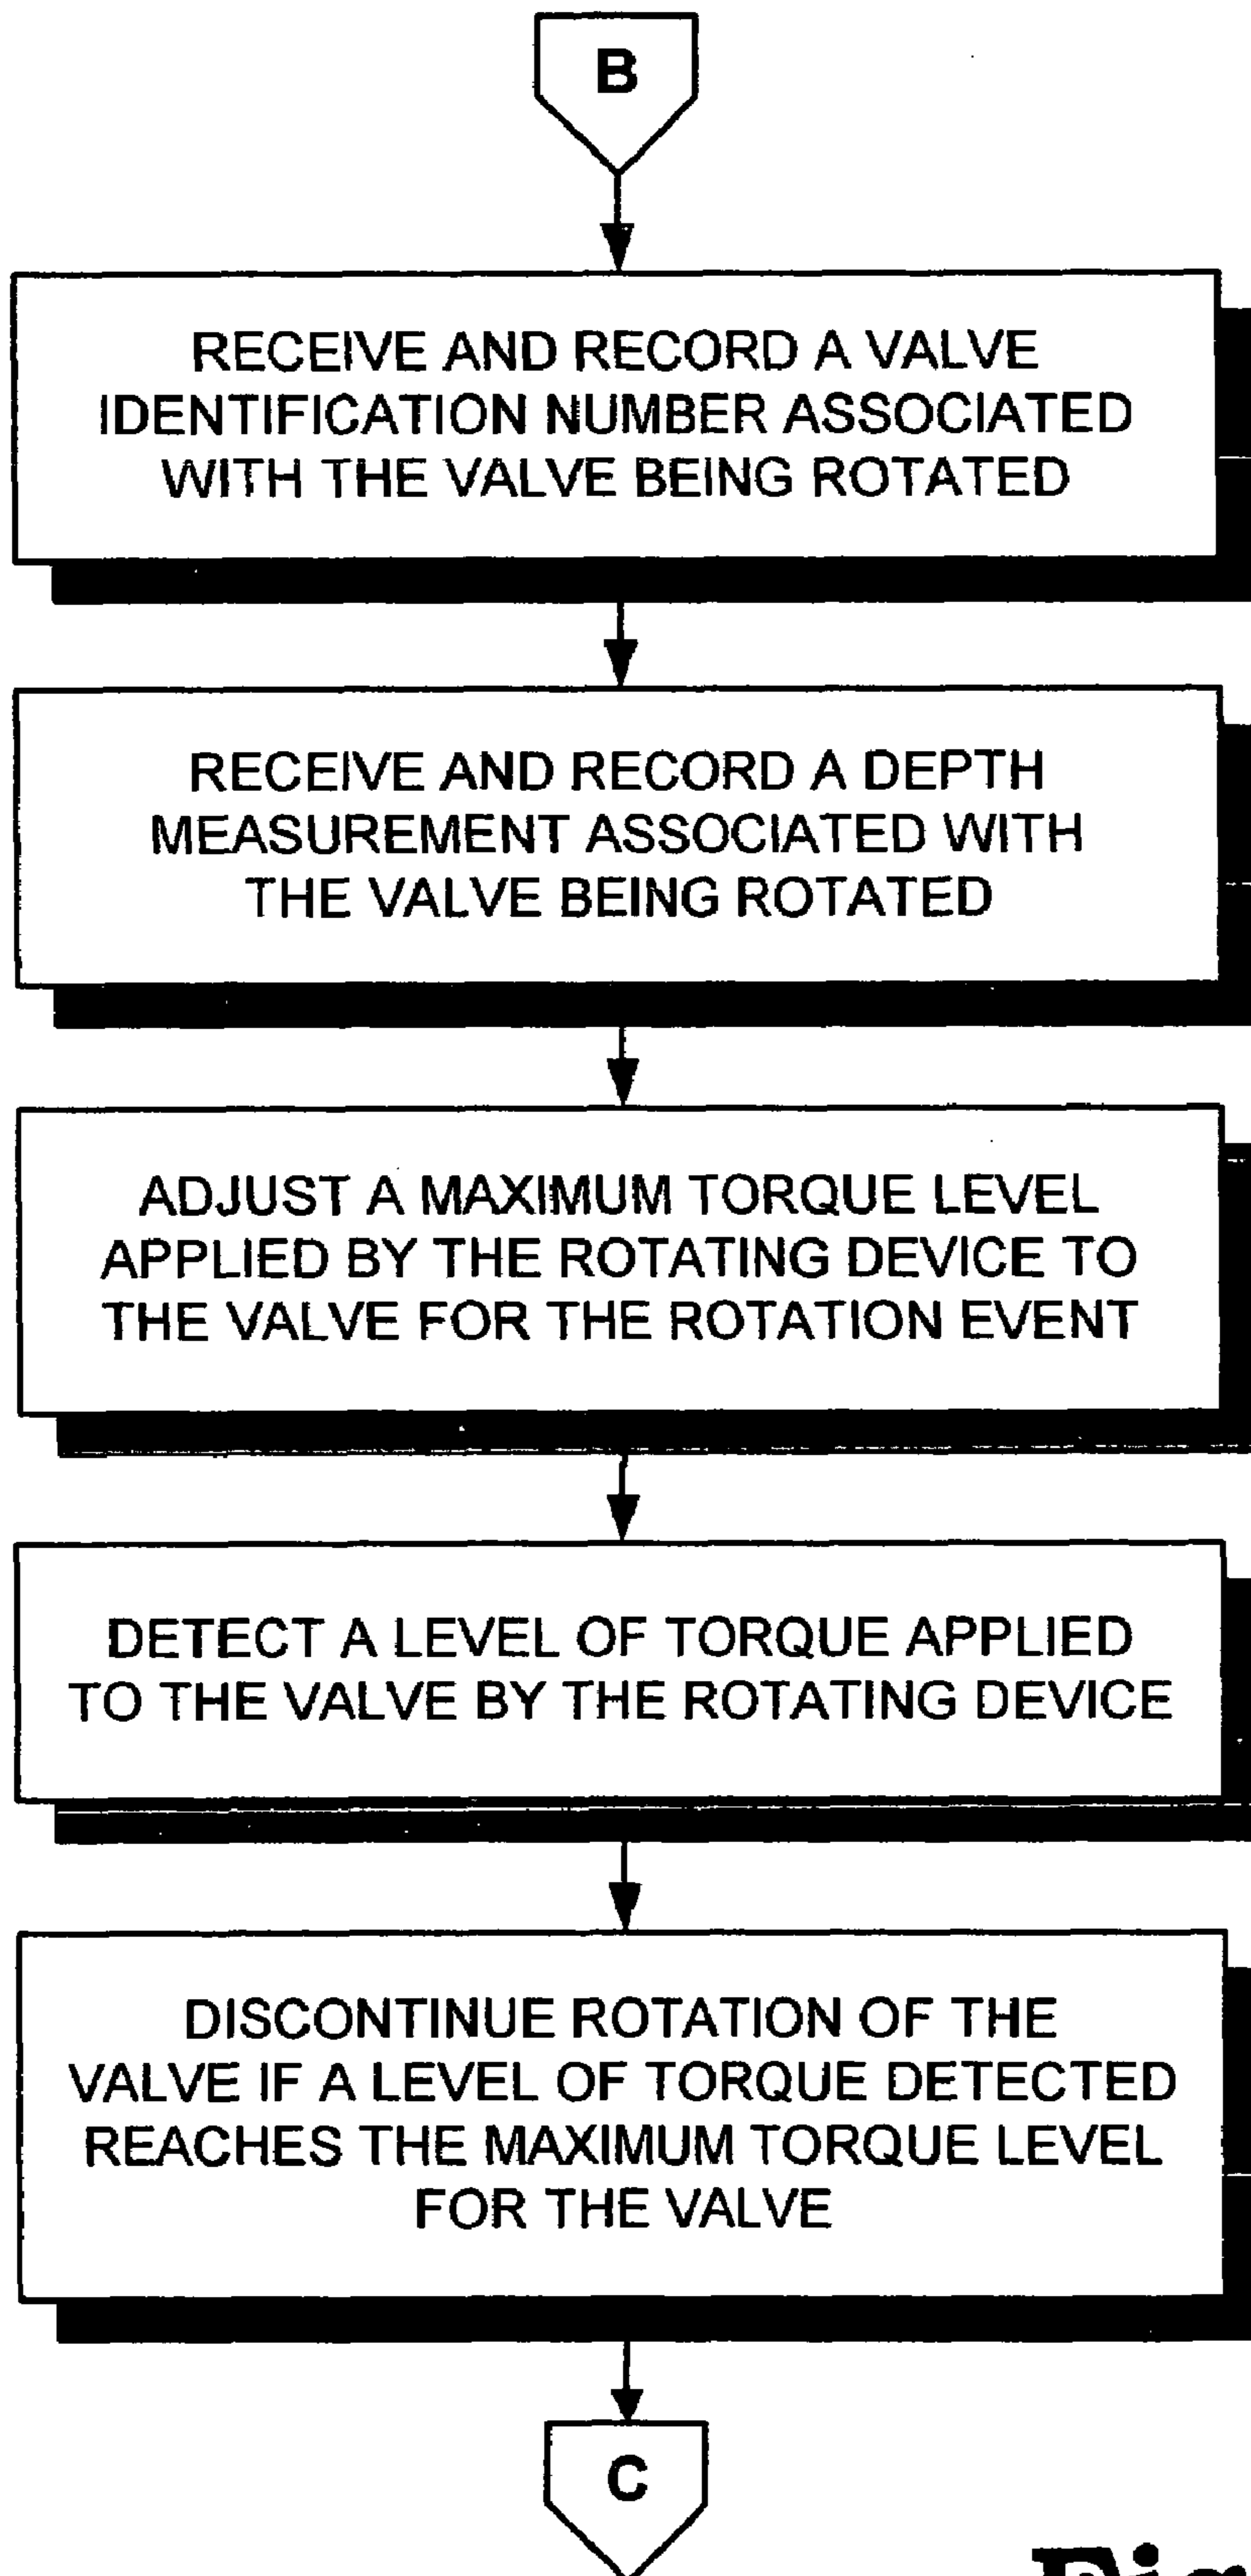 B
RECEIVE AND RECORD A VALVE
IDENTIFICATION NUMBER ASSOCIATED
WITH THE VALVE BEING ROTATED
RECEIVE AND RECORD A DEPTH
MEASUREMENT ASSOCIATED WITH
THE VALVE BEING ROTATED
ADJUST A MAXIMUM TORQUE LEVEL
APPLIED BY THE ROTATING DEVICE TO
THE VALVE FOR THE ROTATION EVENT
DETECT A LEVEL OF TORQUE APPLIED
TO THE VALVE BY THE ROTATING DEVICE
DISCONTINUE ROTATION OF THE
VALVE IF A LEVEL OF TORQUE DETECTED
REACHES THE MAXIMUM TORQUE LEVEL
FOR THE VALVE
C